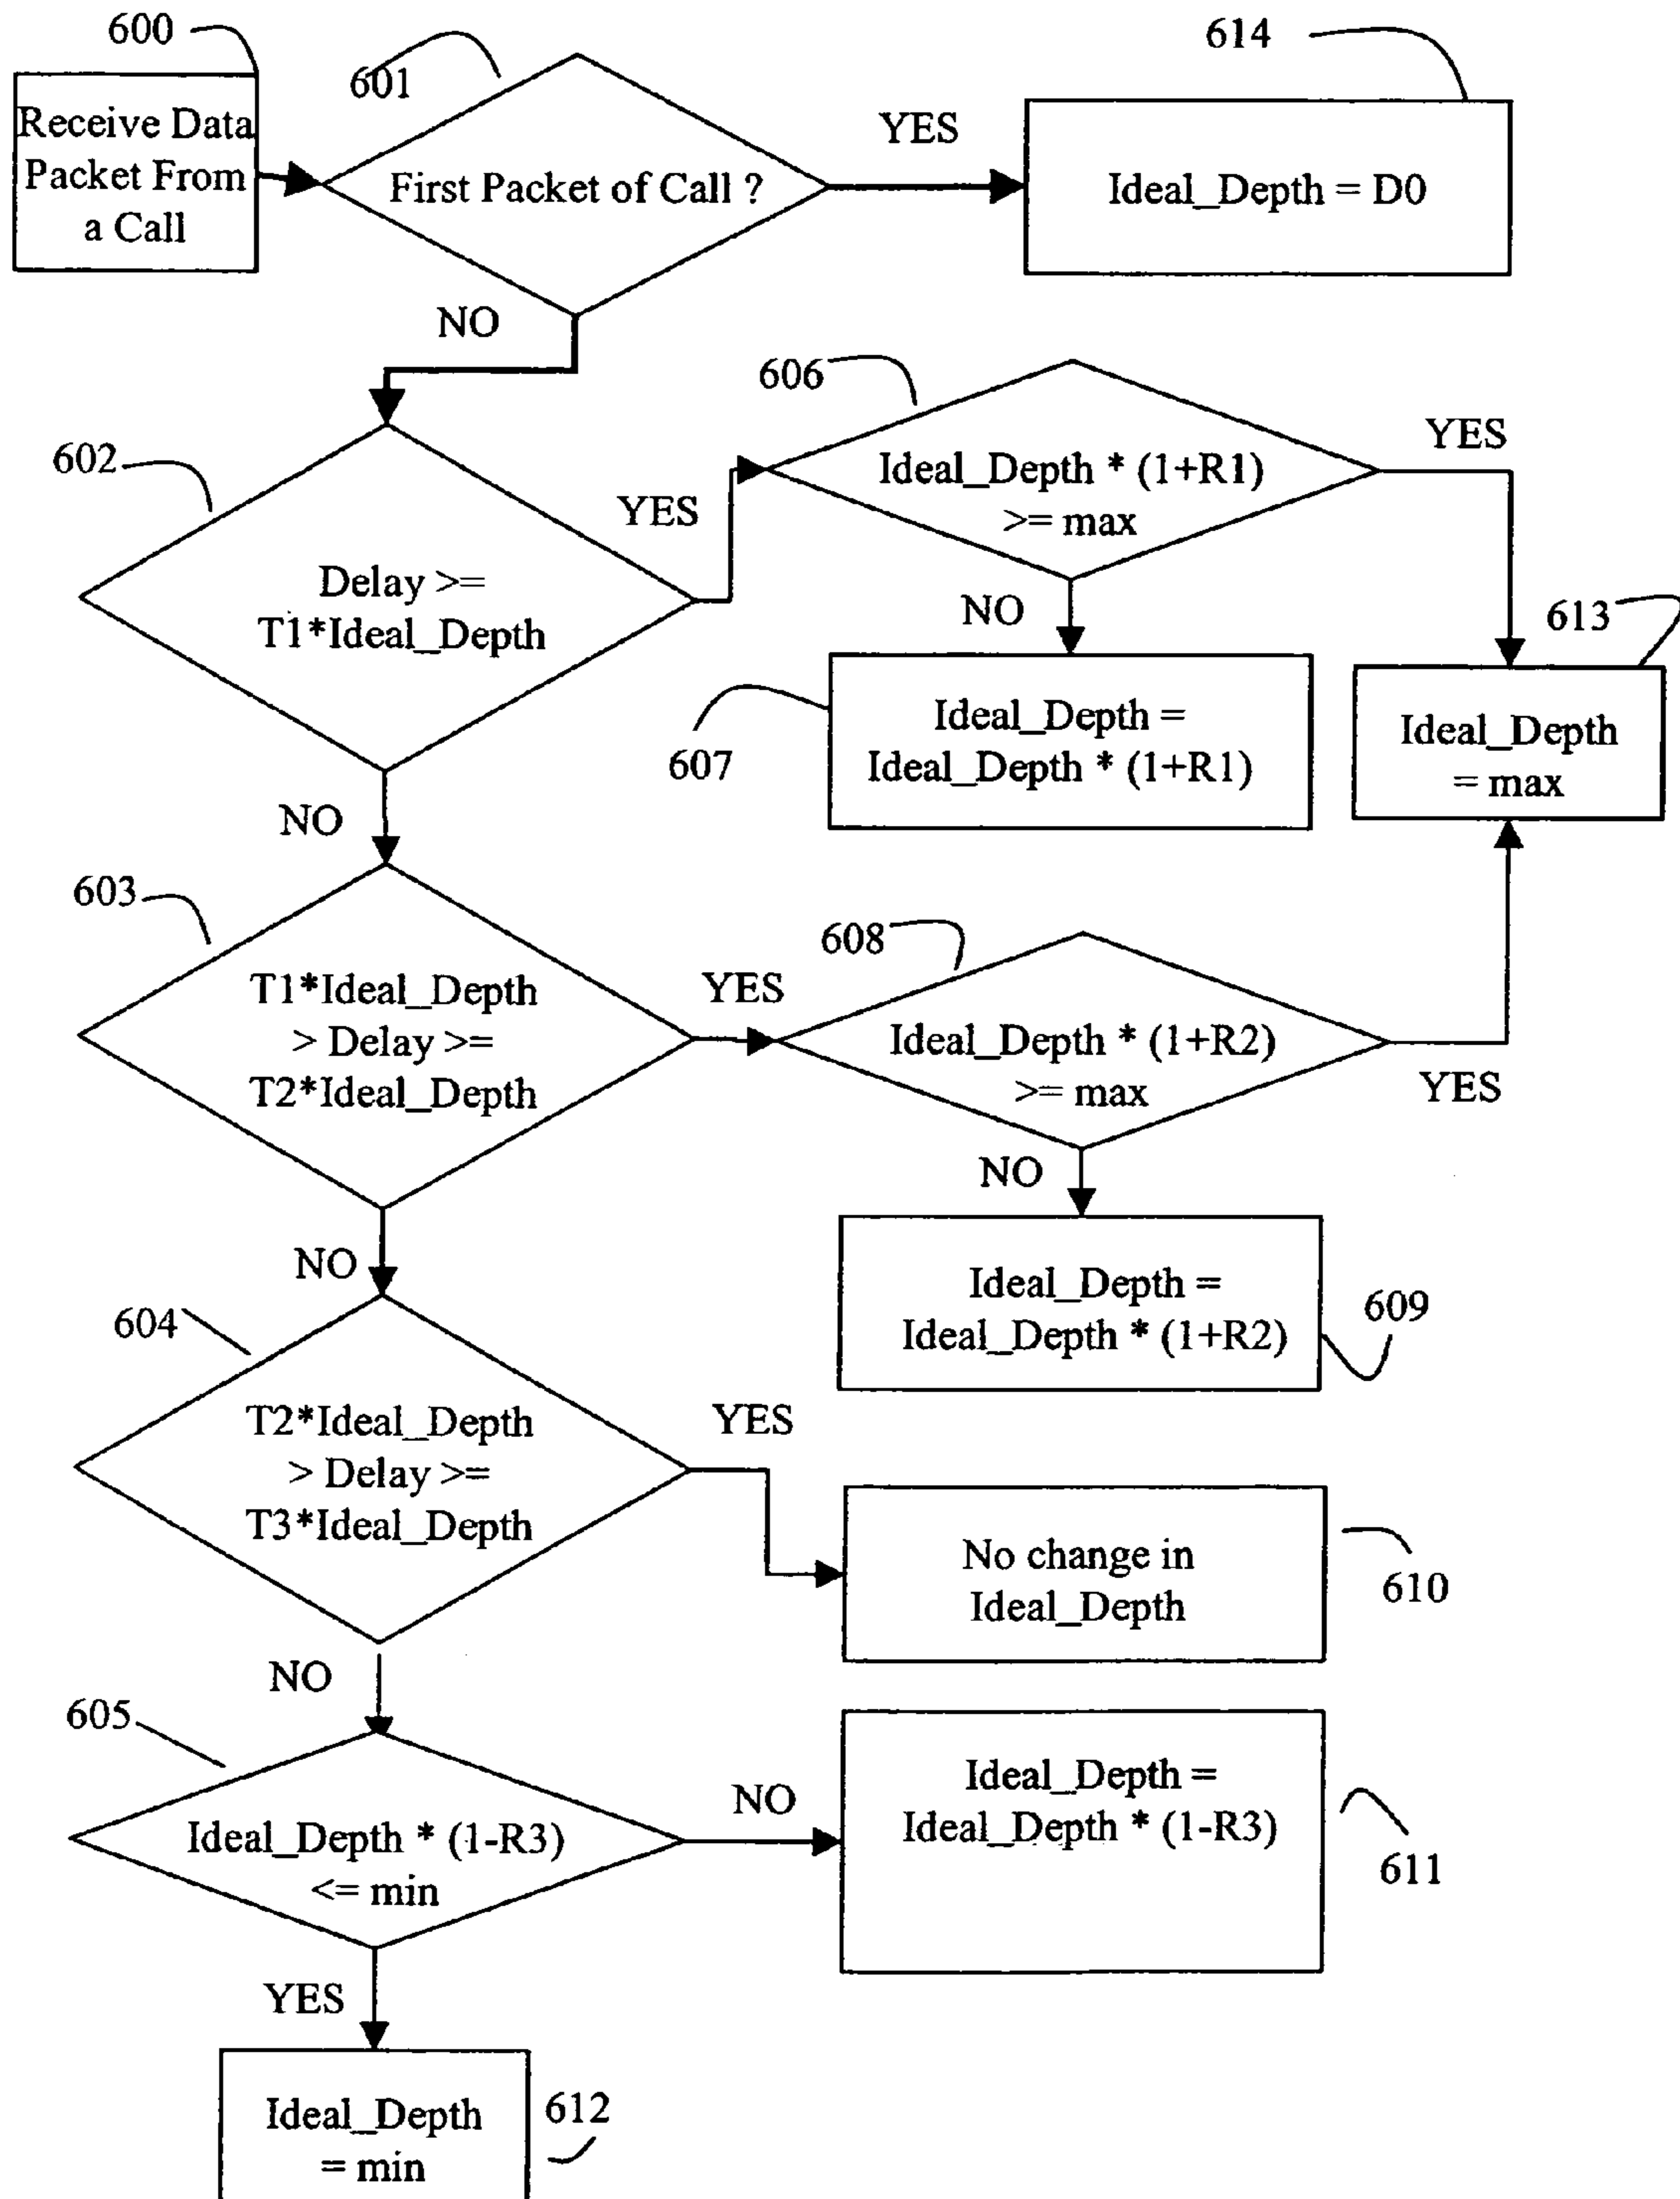 600
601
614
Receive Data
Packet From
a Call
First Packet of Call ?
YES
Ideal_Depth = D0
NO
606
602
Ideal_Depth * (1+R1)
>= max
YES
YES
Delay >=
T1*Ideal_Depth
NO
613
607
Ideal_Depth =
Ideal_Depth * (1+R1)
Ideal_Depth
= max
NO
603
608
T1*Ideal_Depth
> Delay >=
T2*Ideal_Depth
YES
Ideal_Depth * (1+R2)
>= max
YES
NO
NO
604
Ideal_Depth =
Ideal_Depth * (1+R2)
609
T2*Ideal_Depth
> Delay >=
T3*Ideal_Depth
YES
No change in
Ideal_Depth
610
NO
605
Ideal_Depth * (1-R3)
<= min
NO
Ideal_Depth =
Ideal_Depth * (1-R3)
611
YES
Ideal_Depth
= min
612